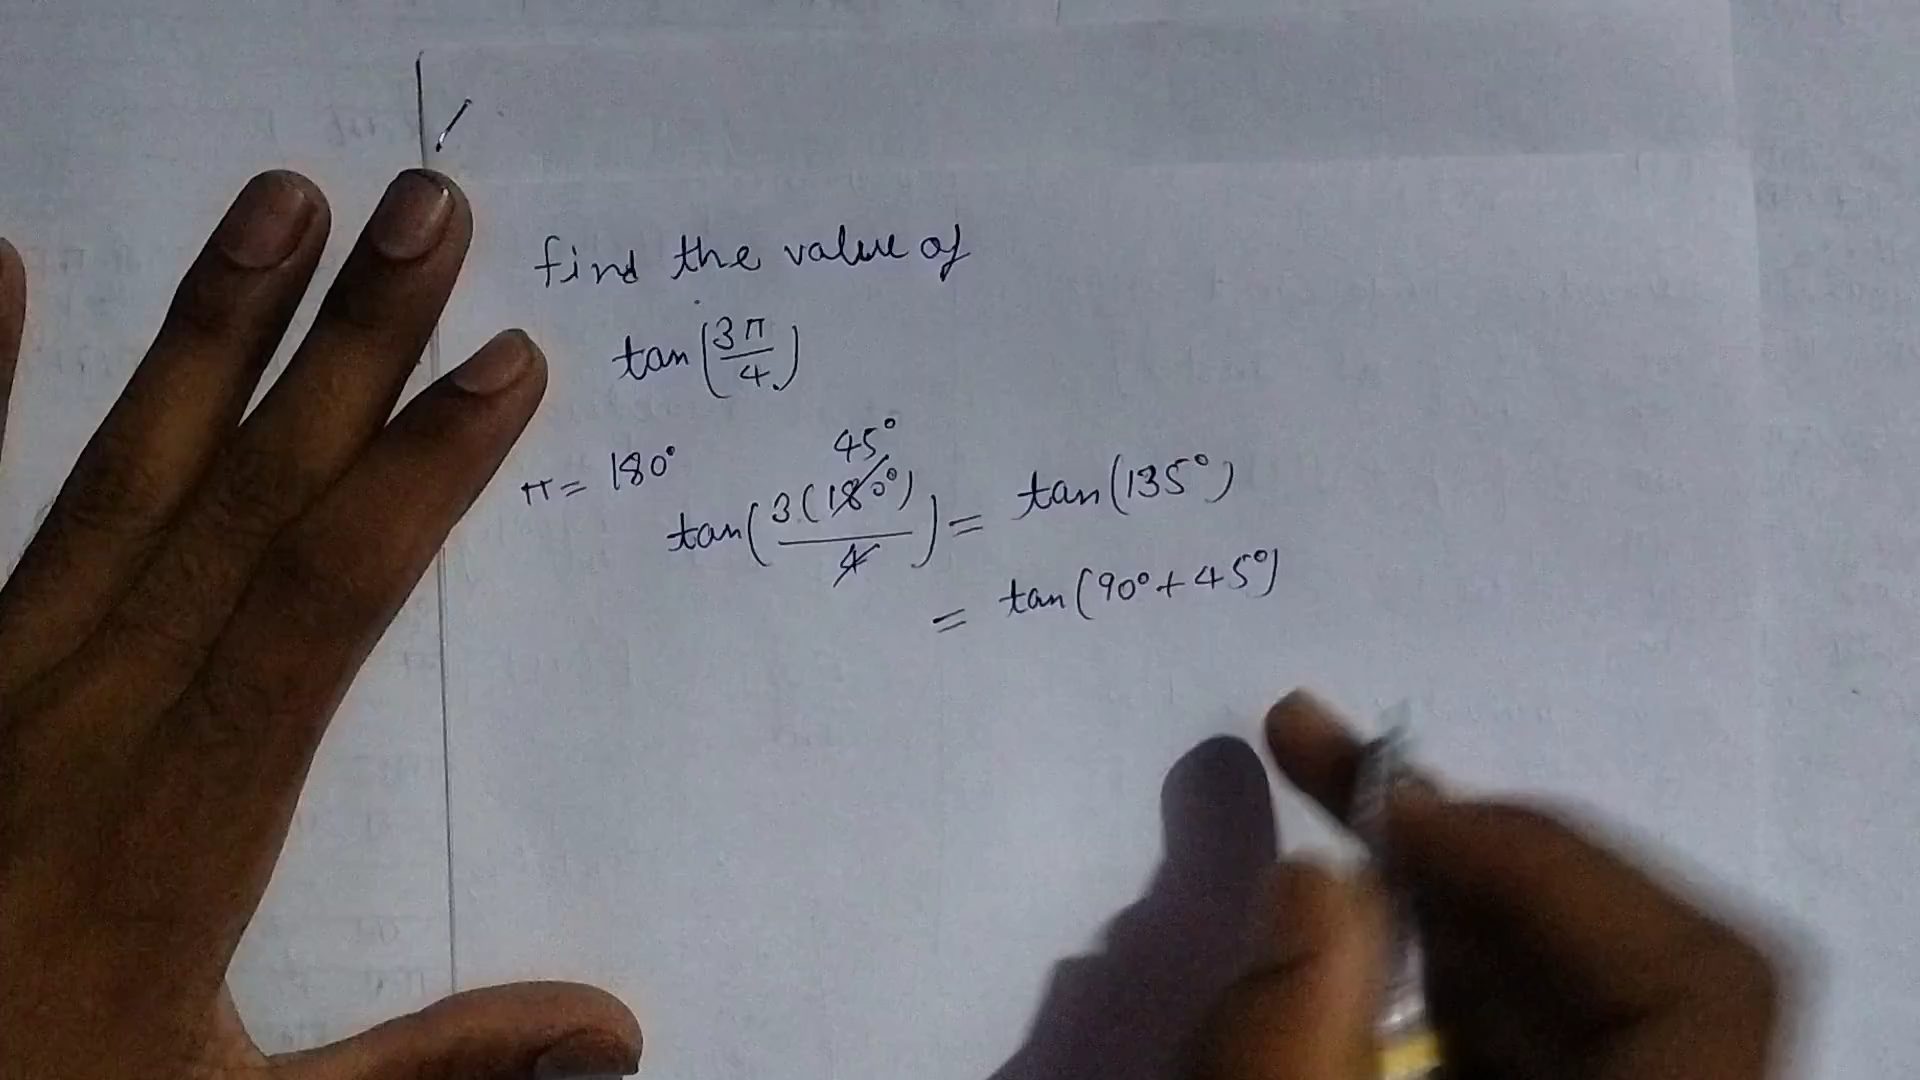 find the value of
tan(3π/4)
π = 180°
45°
tan(3(180°)/4) = tan(135°)
= tan(90°+45°)